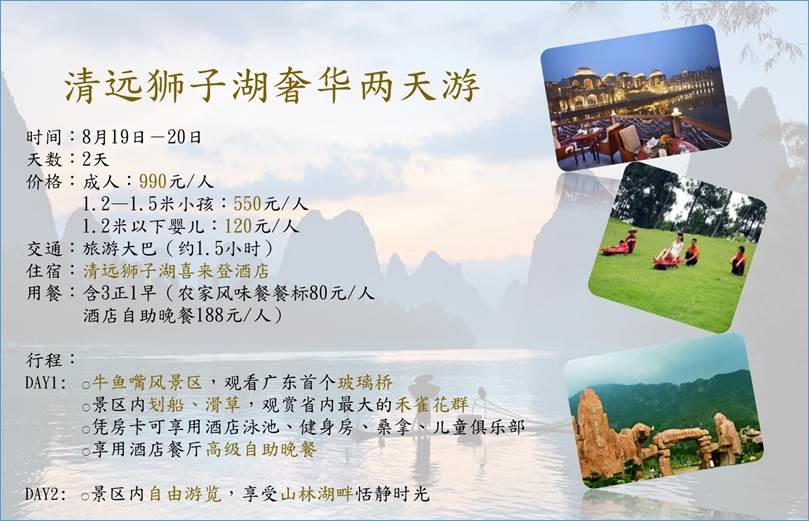 清远狮子湖奢华两天游
时间：8月19日－20日
天数：2天
价格：成人：990元/人
1.2—1.5米小孩：550元/人
1.2米以下婴儿：120元/人
交通：旅游大巴（约1.5小时）
住宿：清远狮子湖喜来登酒店
用餐：含3正1早（农家风味餐餐标80元/人
酒店自助晚餐188元/人）
行程：
DAY1: ○牛鱼嘴风景区，观看广东首个玻璃桥
○景区内划船、滑草，观赏省内最大的禾雀花群
○凭房卡可享用酒店泳池、健身房、桑拿、儿童俱乐部
○享用酒店餐厅高级自助晚餐
DAY2: ○景区内自由游览，享受山林湖畔恬静时光